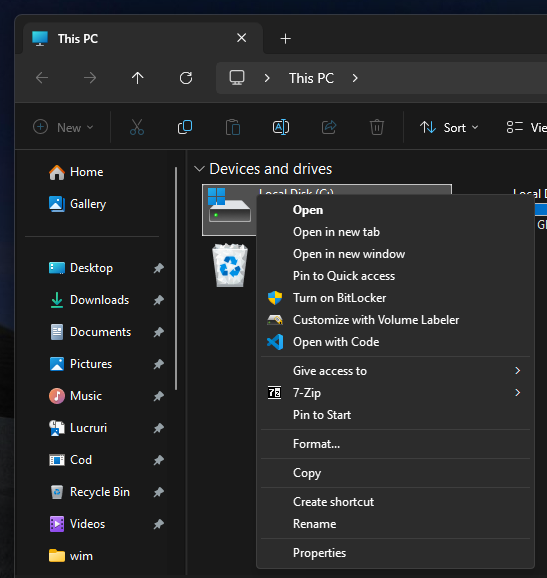 This PC
This PC
New
Sort
Home
Gallery
Desktop
Downloads
Documents
Pictures
Music
Lucruri
Cod
Recycle Bin
Videos
wim
Devices and drives
Local Disk (C:)
Open
Open in new tab
Open in new window
Pin to Quick access
Turn on BitLocker
Customize with Volume Labeler
Open with Code
Give access to
7-Zip
Pin to Start
Format...
Copy
Create shortcut
Rename
Properties